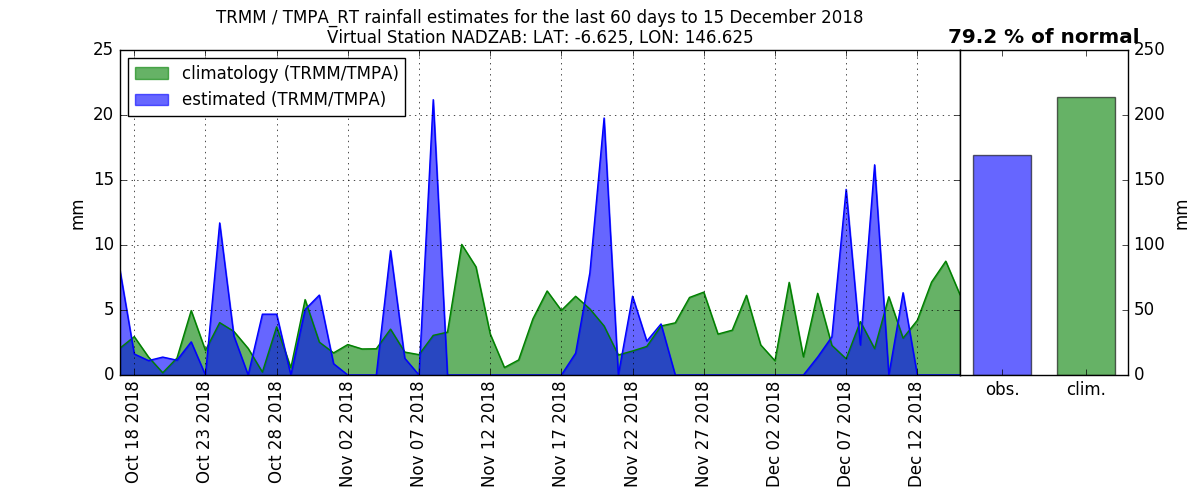 TRMM / TMPA_RT rainfall estimates for the last 60 days to 15 December 2018
Virtual Station NADZAB: LAT: -6.625, LON: 146.625
79.2 % of normal
climatology (TRMM/TMPA)
estimated (TRMM/TMPA)
25
20
15
10
5
0
mm
250
200
150
100
50
0
mm
Oct 18 2018
Oct 23 2018
Oct 28 2018
Nov 02 2018
Nov 07 2018
Nov 12 2018
Nov 17 2018
Nov 22 2018
Nov 27 2018
Dec 02 2018
Dec 07 2018
Dec 12 2018
obs.
clim.